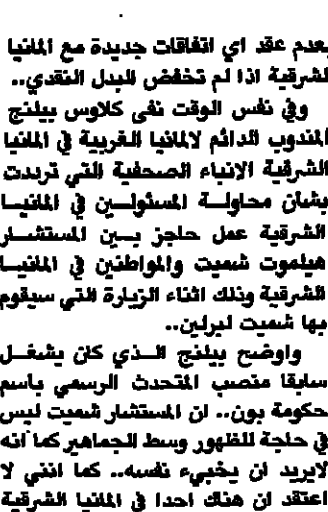 بعدم عقد اي اتفاقات جديدة مع المانيا
الشرقية اذا لم تخفض البدل النقدي..
وفي نفس الوقت نفى كلاوس بيلنج
المندوب الدائم لالمانيا الغربية في المانيا
الشرقية الانباء الصحفية التي ترددت
بشان محاولة المسئولين في المانيا
الشرقية عمل حاجز بين المستشار
هيلموت شميت والمواطنين في المانيا
الشرقية وذلك اثناء الزيارة التي سيقوم
بها شميت لبرلين..
واوضح بيلنج الذي كان يشغل
سابقا منصب المتحدث الرسمي باسم
حكومة بون.. ان المستشار شميت ليس
في حاجة للظهور وسط الجماهير كما انه
لايريد ان يخبيء نفسه.. كما انني لا
اعتقد ان هناك احدا في المانيا الشرقية